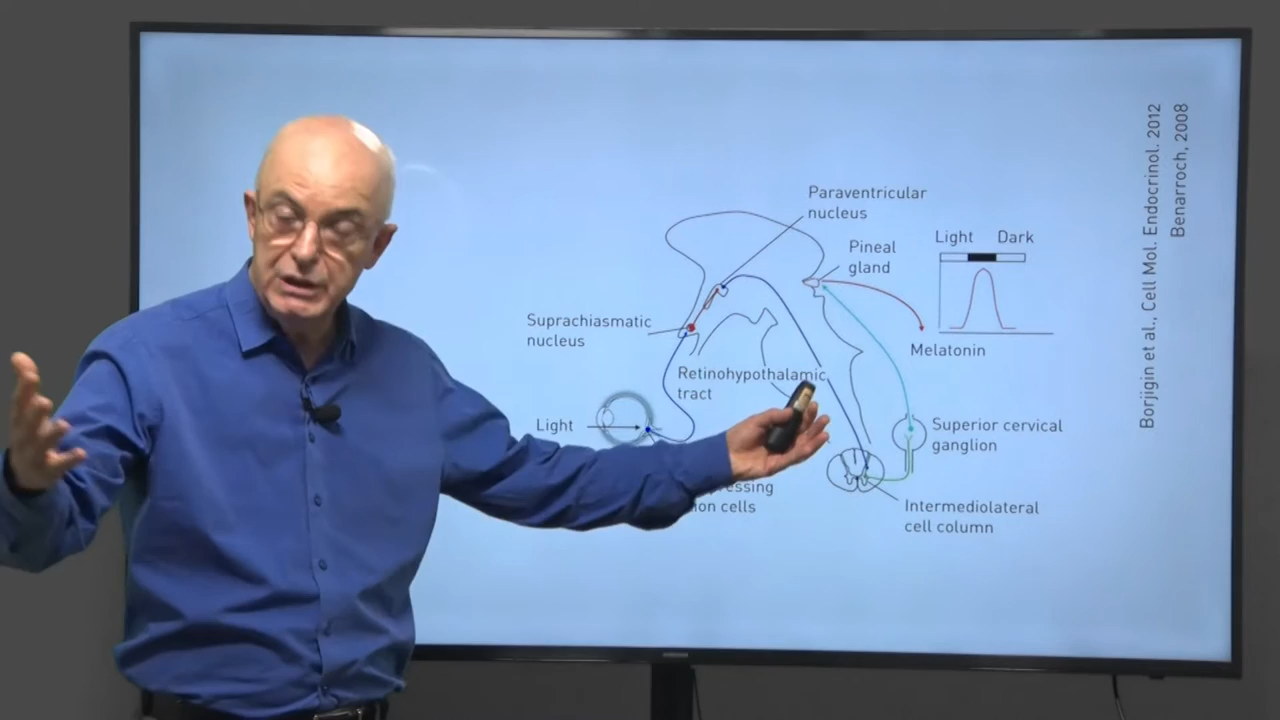 Paraventricular
nucleus
Light Dark
Pineal
gland
Suprachiasmatic
nucleus
Melatonin
Retinohypothalamic
tract
Light
Superior cervical
ganglion
cells
Intermediolateral
cell column
Borjigin et al., Cell Mol. Endocrinol. 2012
Benarroch, 2008